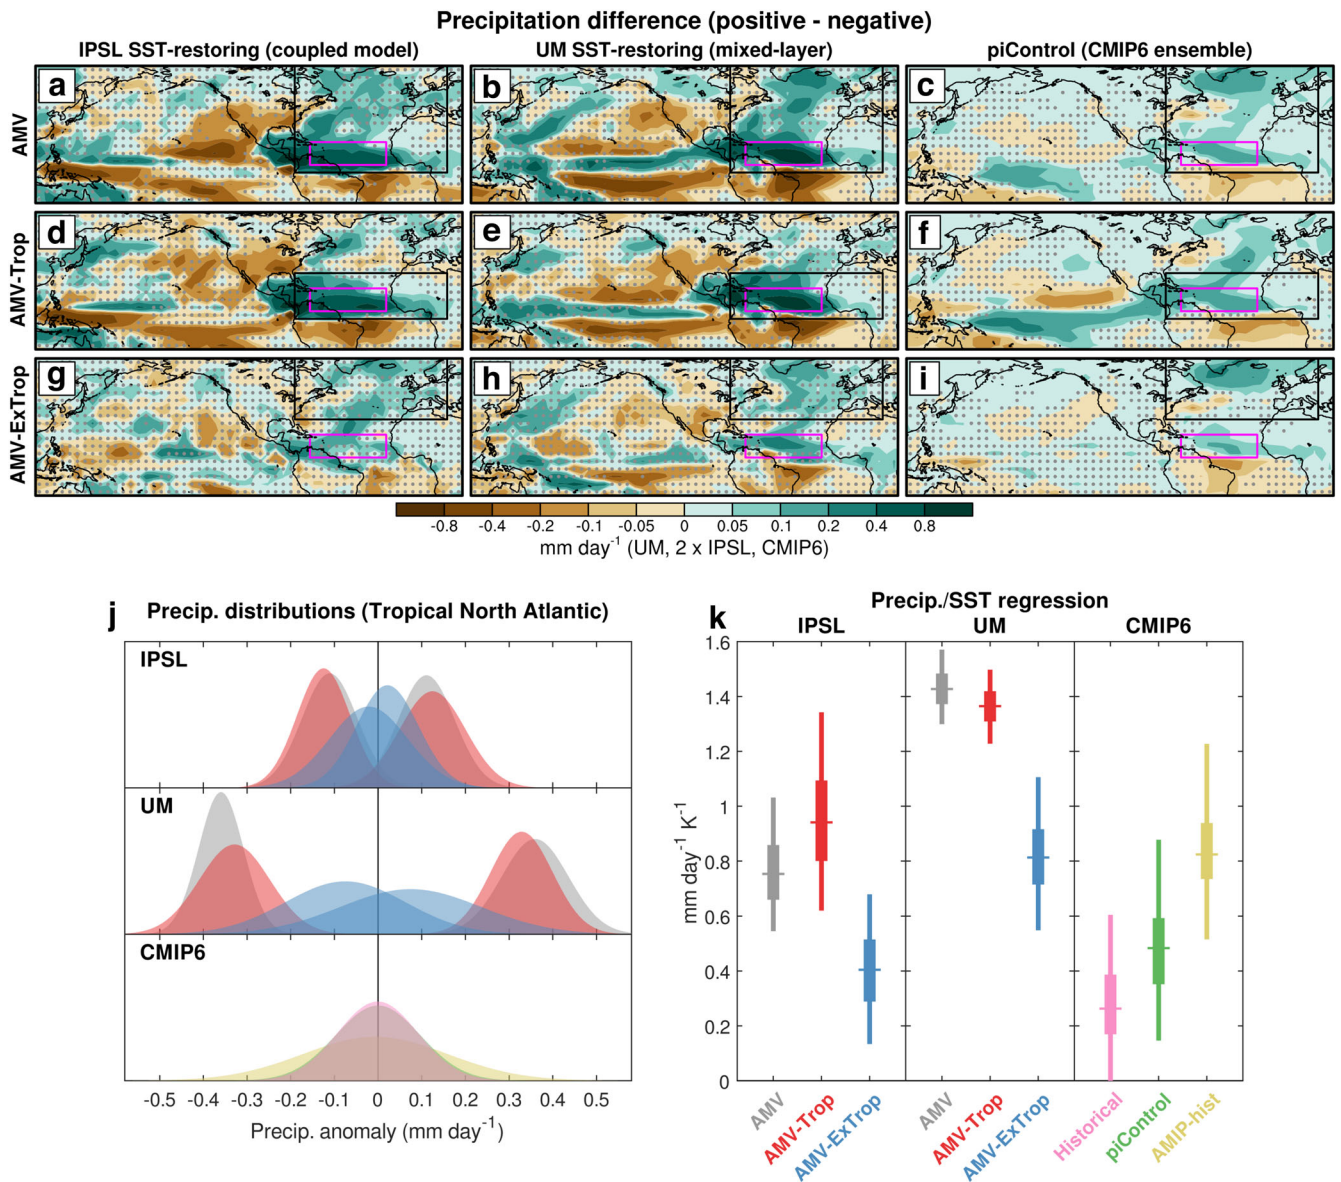 Precipitation difference (positive - negative)
IPSL SST-restoring (coupled model) UM SST-restoring (mixed-layer) piControl (CMIP6 ensemble)
AMV
a b c
AMV-Trop
d e f
AMV-ExTrop
g h i
-0.8 -0.4 -0.2 -0.1 -0.05 0 0.05 0.1 0.2 0.4 0.8
mm day⁻¹ (UM, 2 x IPSL, CMIP6)
j Precip. distributions (Tropical North Atlantic)
IPSL
UM
CMIP6
-0.5 -0.4 -0.3 -0.2 -0.1 0 0.1 0.2 0.3 0.4 0.5
Precip. anomaly (mm day⁻¹)
k Precip./SST regression
IPSL UM CMIP6
1.6
1.4
1.2
1
0.8
0.6
0.4
0.2
0
mm day⁻¹ K⁻¹
AMV AMV-Trop AMV-ExTrop AMV AMV-Trop AMV-ExTrop Historical piControl AMIP-hist